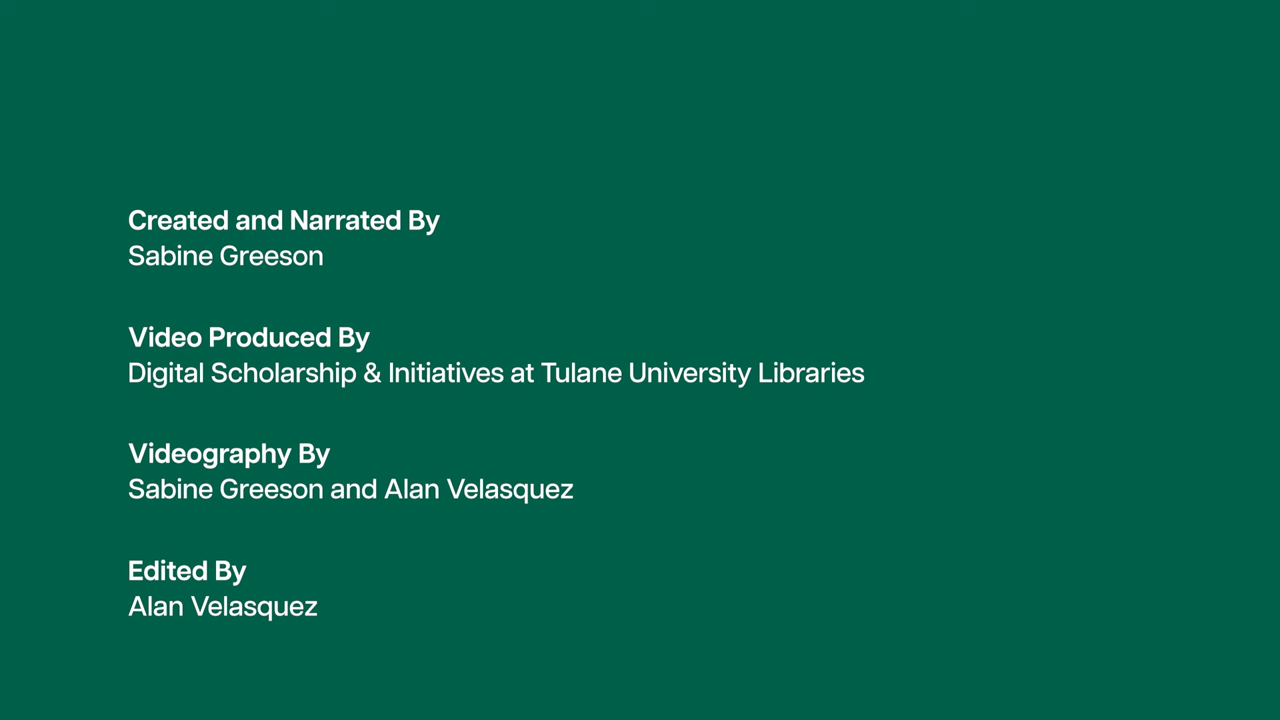 Created and Narrated By
Sabine Greeson
Video Produced By
Digital Scholarship & Initiatives at Tulane University Libraries
Videography By
Sabine Greeson and Alan Velasquez
Edited By
Alan Velasquez